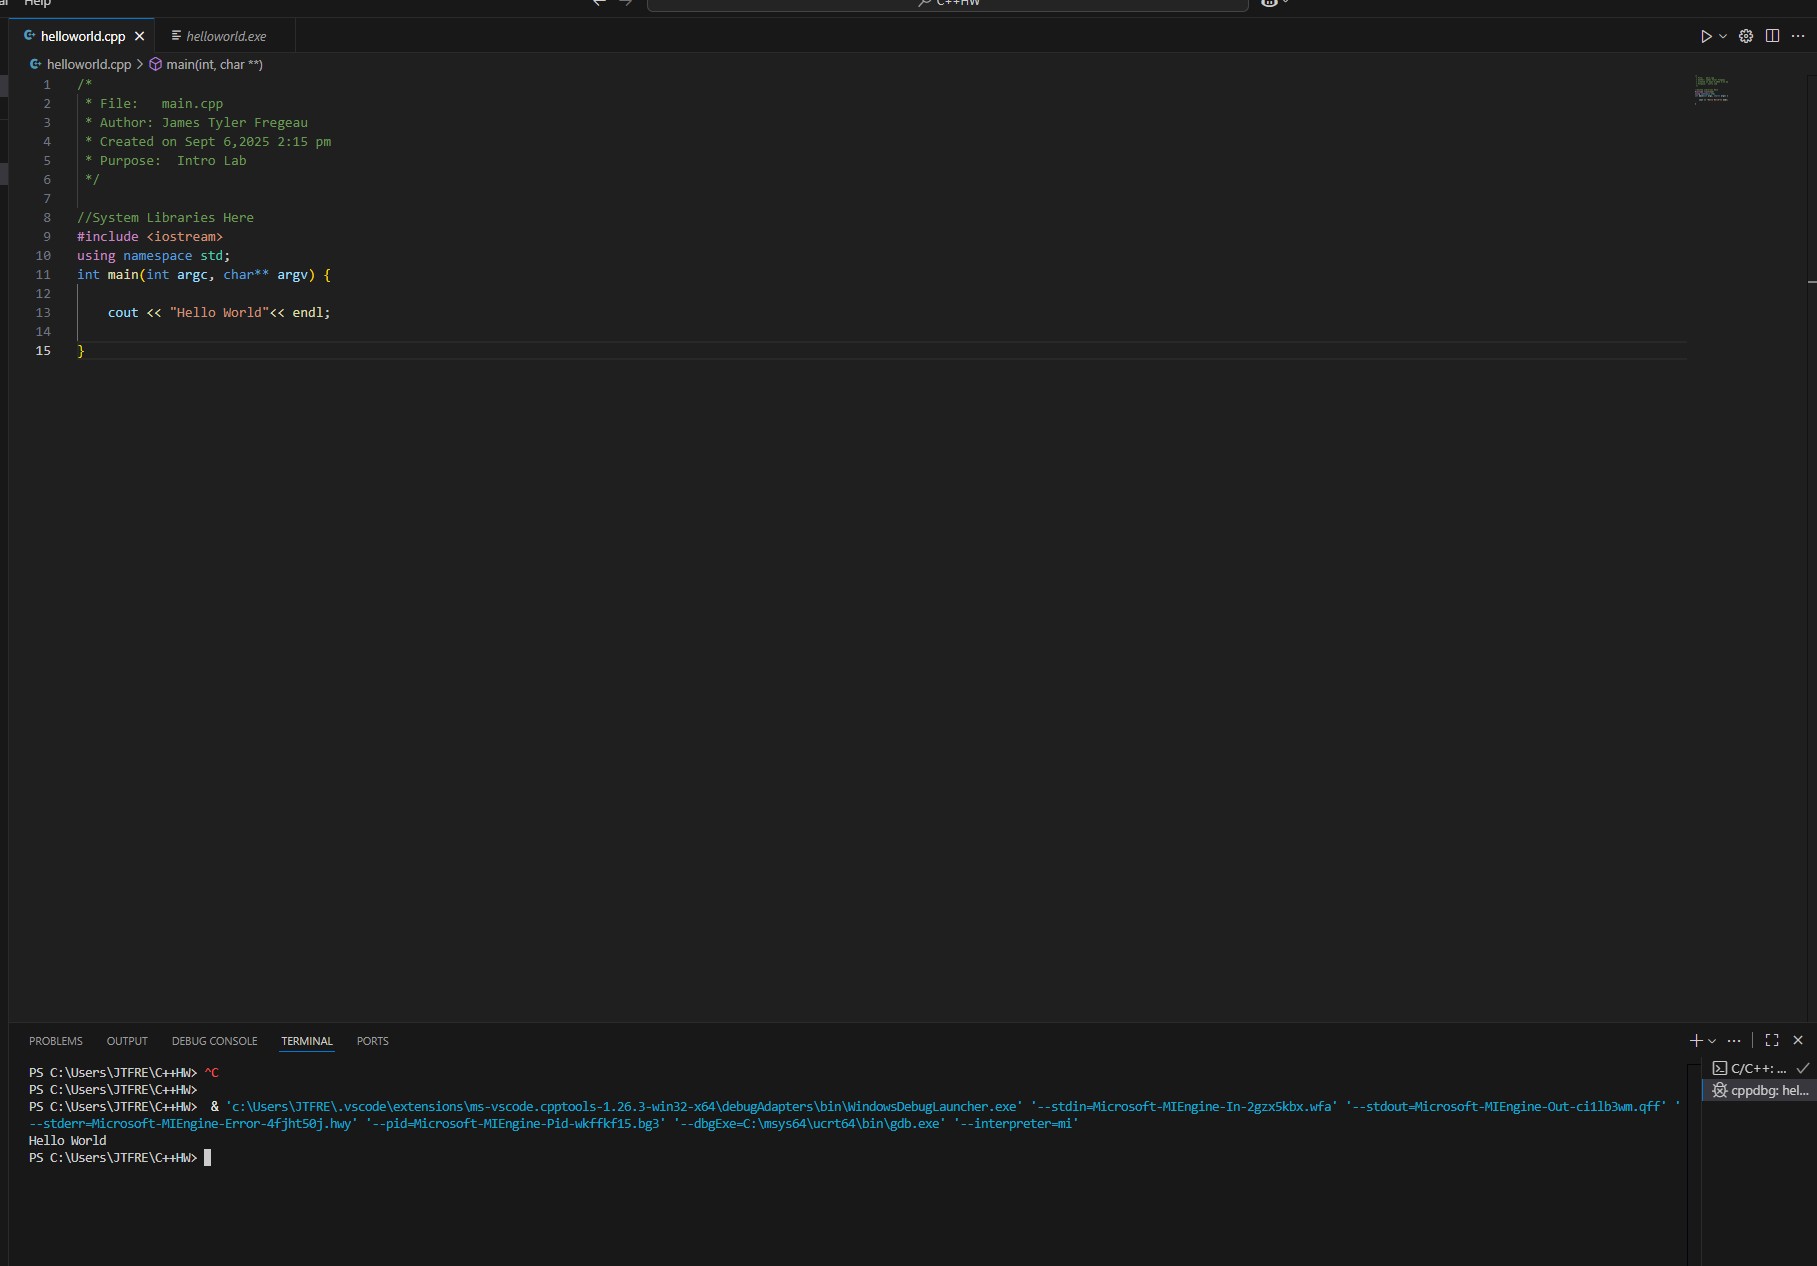 Help
C++HW
helloworld.cpp
helloworld.exe
helloworld.cpp > main(int, char **)
1 /*
2  * File:   main.cpp
3  * Author: James Tyler Fregeau
4  * Created on Sept 6,2025 2:15 pm
5  * Purpose:  Intro Lab
6  */
7
8 //System Libraries Here
9 #include <iostream>
10 using namespace std;
11 int main(int argc, char** argv) {
12
13     cout << "Hello World"<< endl;
14
15 }
PROBLEMS OUTPUT DEBUG CONSOLE TERMINAL PORTS
PS C:\Users\JTFRE\C++HW> ^C
PS C:\Users\JTFRE\C++HW>
PS C:\Users\JTFRE\C++HW>  & 'c:\Users\JTFRE\.vscode\extensions\ms-vscode.cpptools-1.26.3-win32-x64\debugAdapters\bin\WindowsDebugLauncher.exe' '--stdin=Microsoft-MIEngine-In-2gzx5kbx.wfa' '--stdout=Microsoft-MIEngine-Out-ci1lb3wm.qff' '
--stderr=Microsoft-MIEngine-Error-4fjht50j.hwy' '--pid=Microsoft-MIEngine-Pid-wkffkf15.bg3' '--dbgExe=C:\msys64\ucrt64\bin\gdb.exe' '--interpreter=mi'
Hello World
PS C:\Users\JTFRE\C++HW>
C/C++: ...
cppdbg: hel...